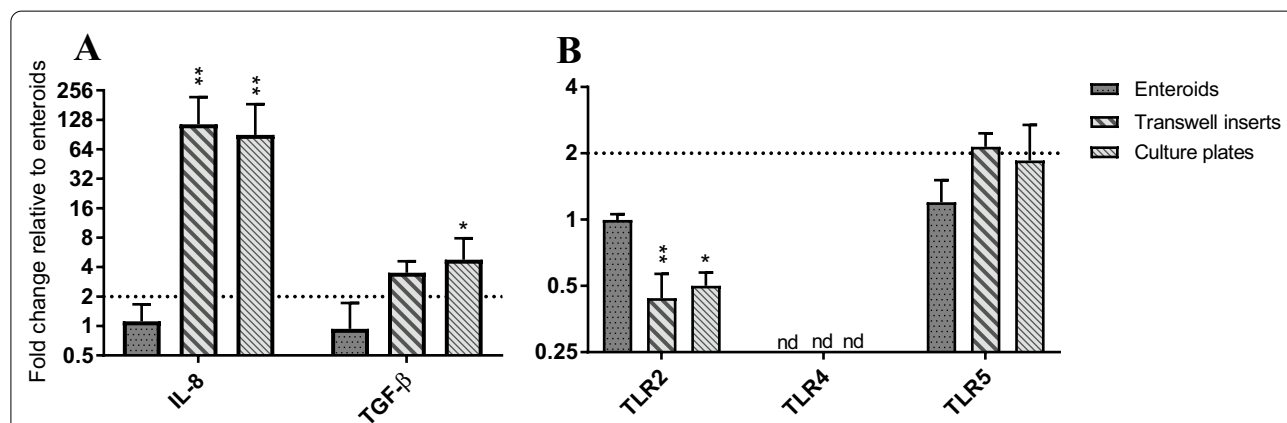 A
Fold change relative to enteroids
256
128
64
32
16
8
4
2
1
0.5
**
**
*
IL-8
TGF-β
B
4
2
1
0.5
0.25
**
*
nd nd nd
TLR2
TLR4
TLR5
Enteroids
Transwell inserts
Culture plates